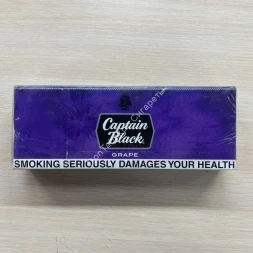 Captain
Black®
GRAPE
SMOKING SERIOUSLY DAMAGES YOUR HEALTH